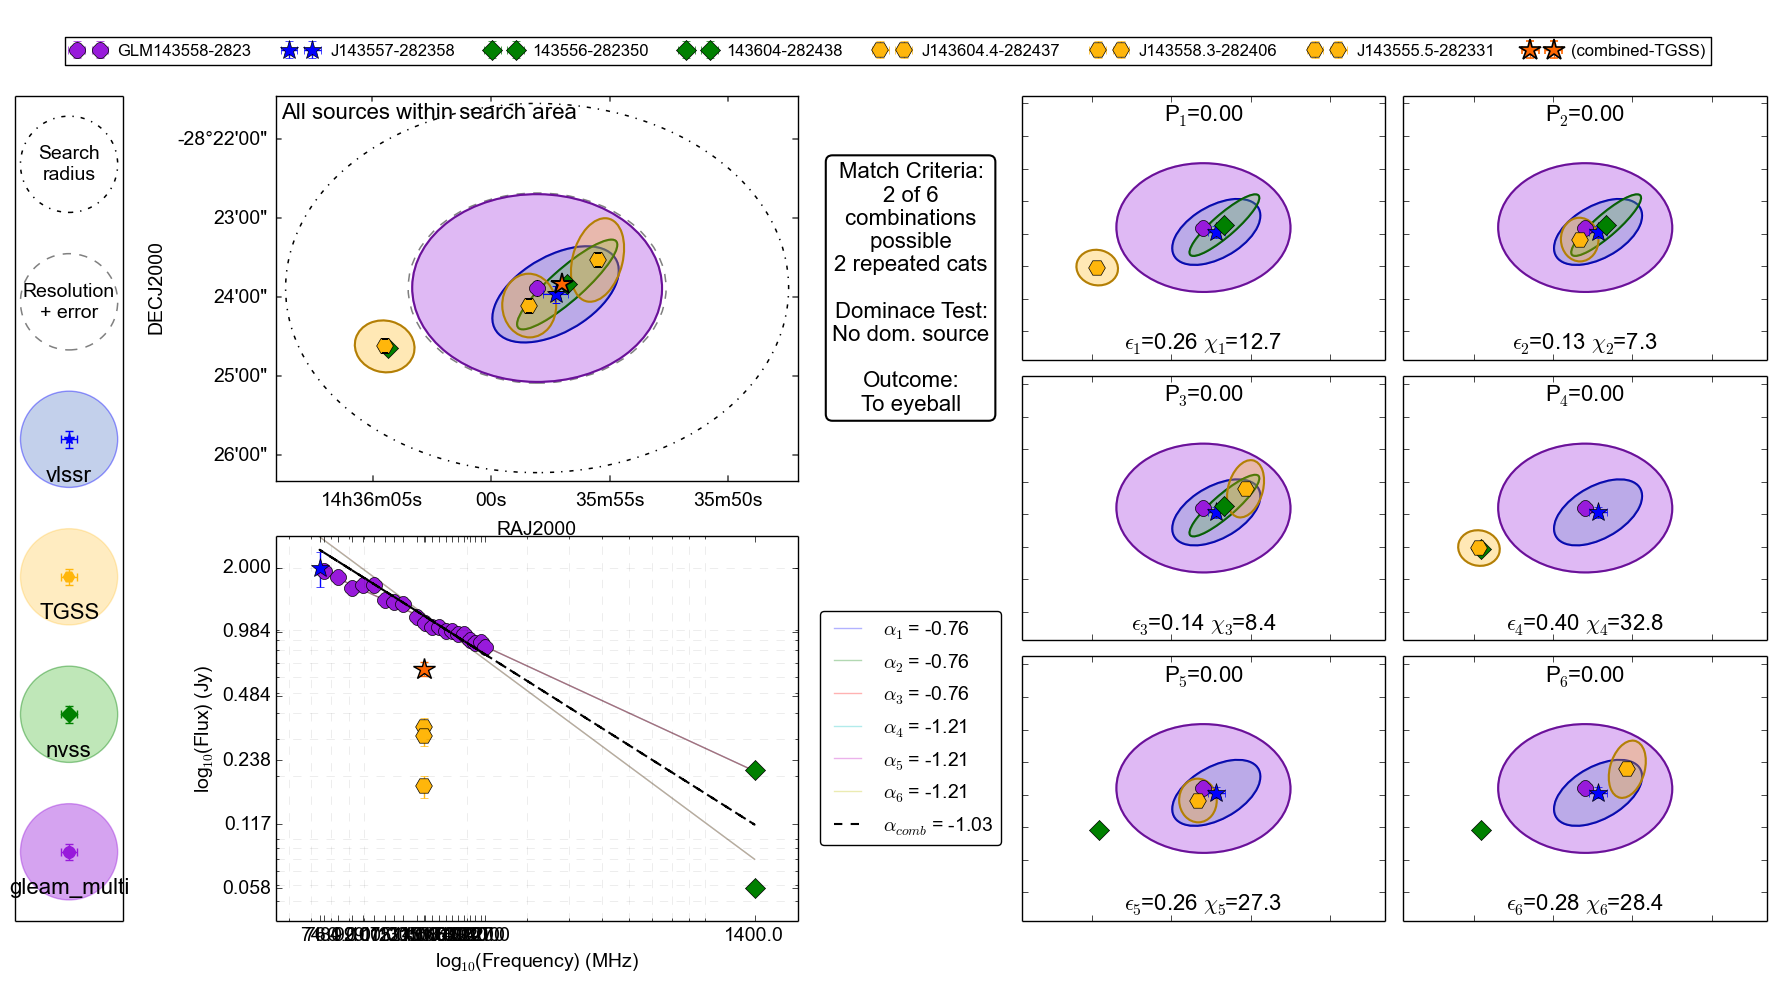 GLM143558-2823 J143557-282358 143556-282350 143604-282438 J143604.4-282437 J143558.3-282406 J143555.5-282331 (combined-TGSS)
Search
radius
Resolution
+ error
vlssr
TGSS
nvss
gleam_multi
All sources within search area
DECJ2000
-28°22'00"
23'00"
24'00"
25'00"
26'00"
14h36m05s 00s 35m55s 35m50s
RAJ2000
Match Criteria:
2 of 6
combinations
possible
2 repeated cats
Dominace Test:
No dom. source
Outcome:
To eyeball
log10(Flux) (Jy)
2.000
0.984
0.484
0.238
0.117
0.058
1400.0
log10(Frequency) (MHz)
α1 = -0.76
α2 = -0.76
α3 = -0.76
α4 = -1.21
α5 = -1.21
α6 = -1.21
αcomb = -1.03
P1=0.00
ϵ1=0.26 χ1=12.7
P2=0.00
ϵ2=0.13 χ2=7.3
P3=0.00
ϵ3=0.14 χ3=8.4
P4=0.00
ϵ4=0.40 χ4=32.8
P5=0.00
ϵ5=0.26 χ5=27.3
P6=0.00
ϵ6=0.28 χ6=28.4